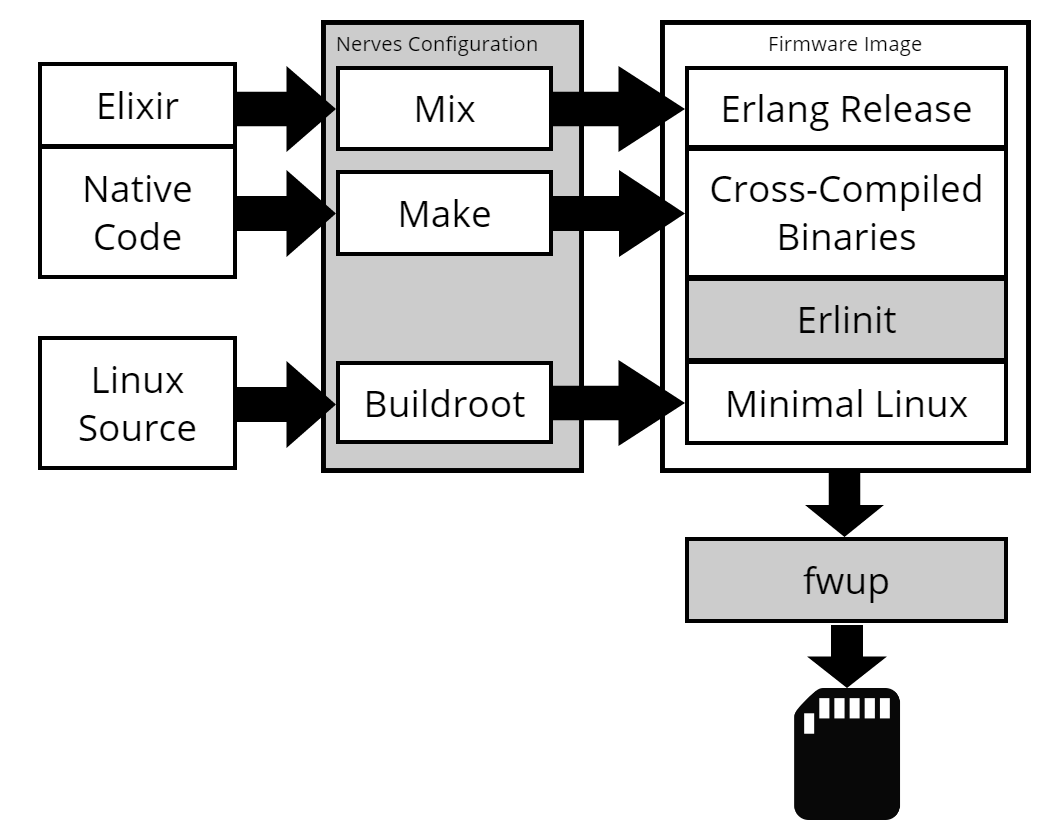 Nerves Configuration
Firmware Image
Elixir
Mix
Erlang Release
Native
Code
Make
Cross-Compiled
Binaries
Erlinit
Linux
Source
Buildroot
Minimal Linux
fwup